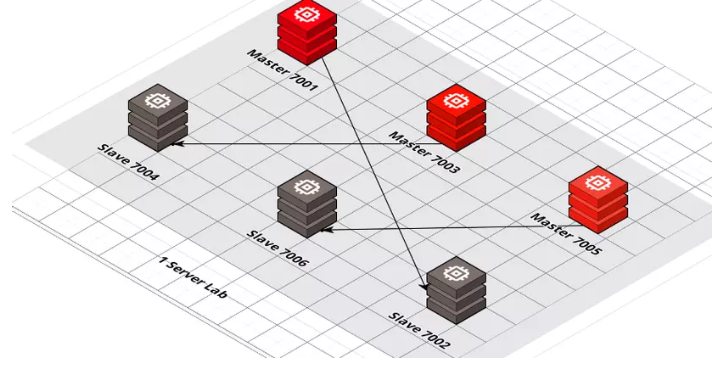 Master 7001
Master 7003
Slave 7004
Master 7005
Slave 7006
1 Server Lab
Slave 7002